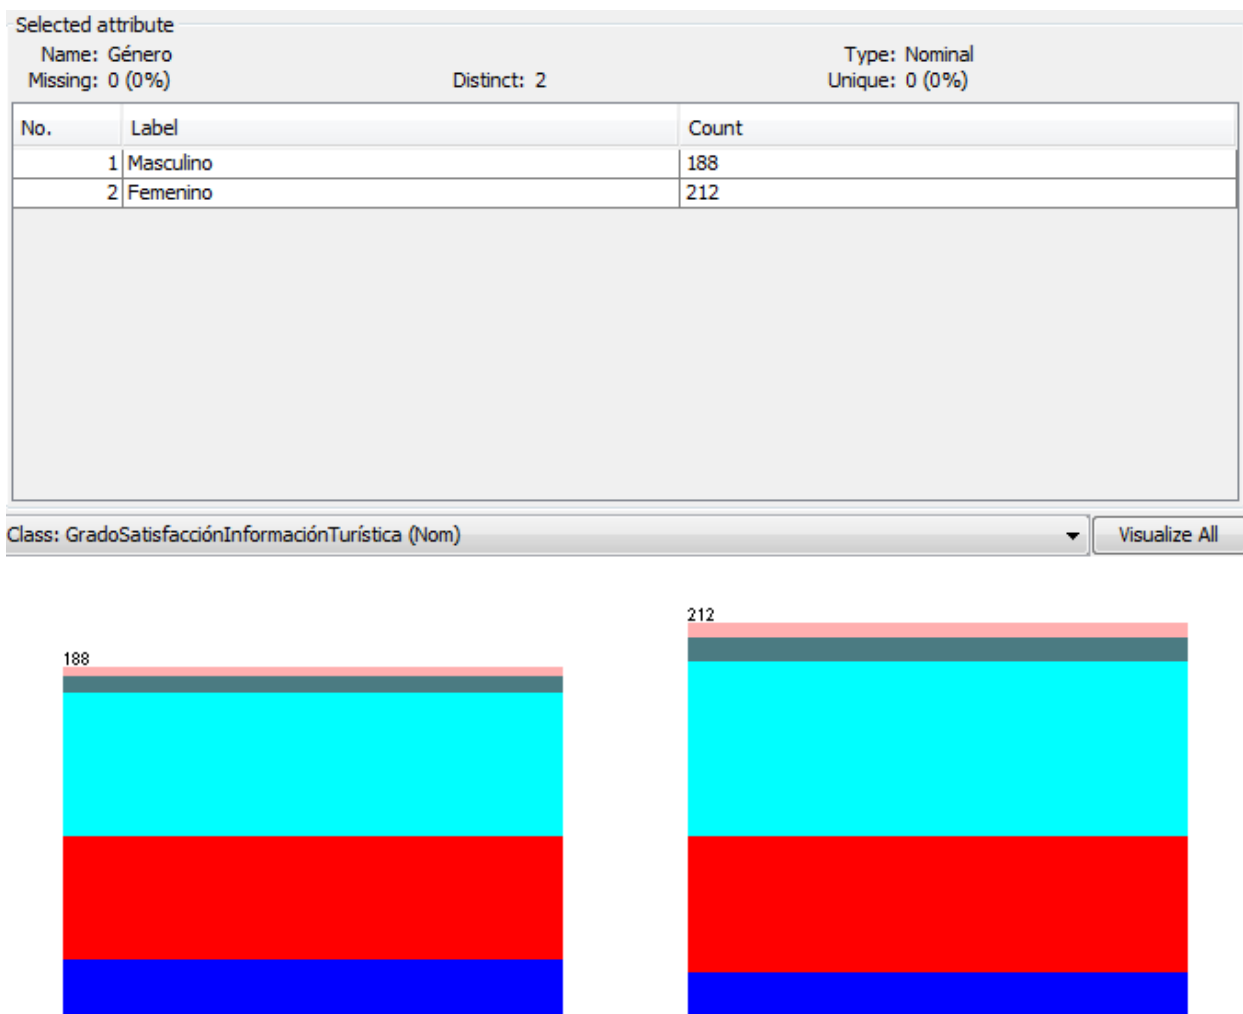 Selected attribute
Name: Género Type: Nominal
Missing: 0 (0%) Distinct: 2 Unique: 0 (0%)
No. Label Count
1 Masculino 188
2 Femenino 212
Class: GradoSatisfacciónInformaciónTurística (Nom) Visualize All
212
188